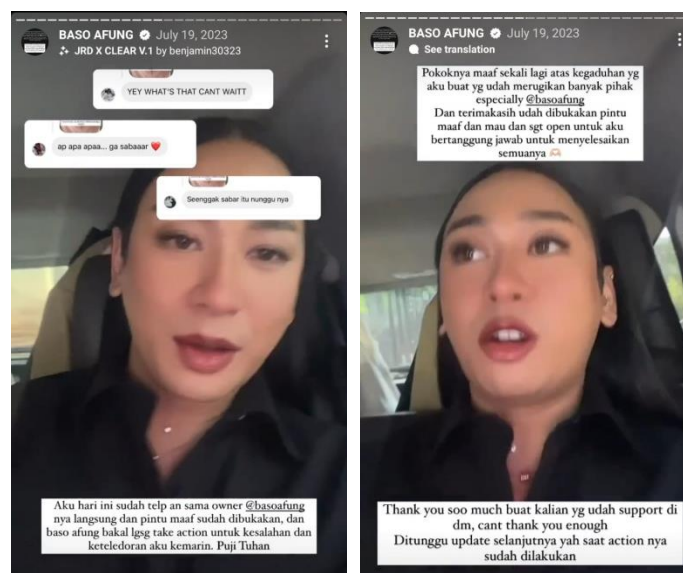 BASO AFUNG July 19, 2023
JRD X CLEAR V.1 by benjamin30323
YEY WHAT'S THAT CANT WAITT
ap apa apaa... ga sabaaar ❤️
Seenggak sabar itu nunggu nya
Aku hari ini sudah telp an sama owner @basoafung
nya langsung dan pintu maaf sudah dibukakan, dan
baso afung bakal lgsg take action untuk kesalahan dan
keteledoran aku kemarin. Puji Tuhan
BASO AFUNG July 19, 2023
See translation
Pokoknya maaf sekali lagi atas kegaduhan yg
aku buat yg udah merugikan banyak pihak
especially @basoafung
Dan terimakasih udah dibukakan pintu
maaf dan mau dan sgt open untuk aku
bertanggung jawab untuk menyelesaikan
semuanya 🫶🏻
Thank you soo much buat kalian yg udah support di
dm, cant thank you enough
Ditunggu update selanjutnya yah saat action nya
sudah dilakukan